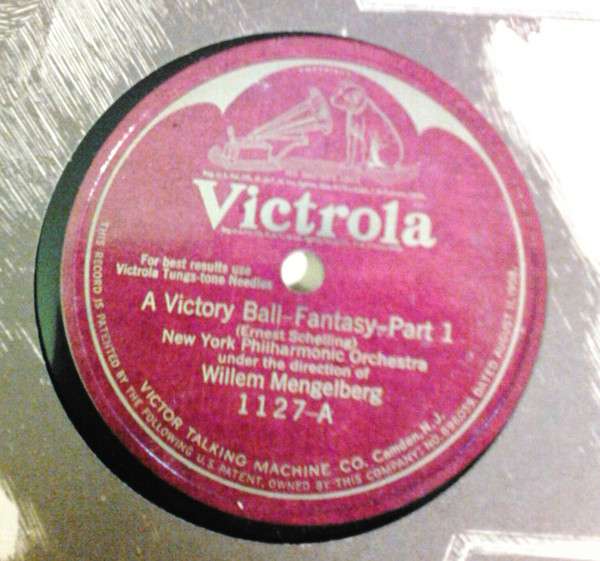 Victrola
For best results use
Victrola Tungs-tone Needles
A Victory Ball-Fantasy-Part 1
(Ernest Schelling)
New York Philharmonic Orchestra
under the direction of
Willem Mengelberg
1127-A
VICTOR TALKING MACHINE CO. Camden, N. J.
THIS RECORD IS PATENTED BY THE FOLLOWING U.S. PATENT, OWNED BY THIS COMPANY: DATED AUGUST